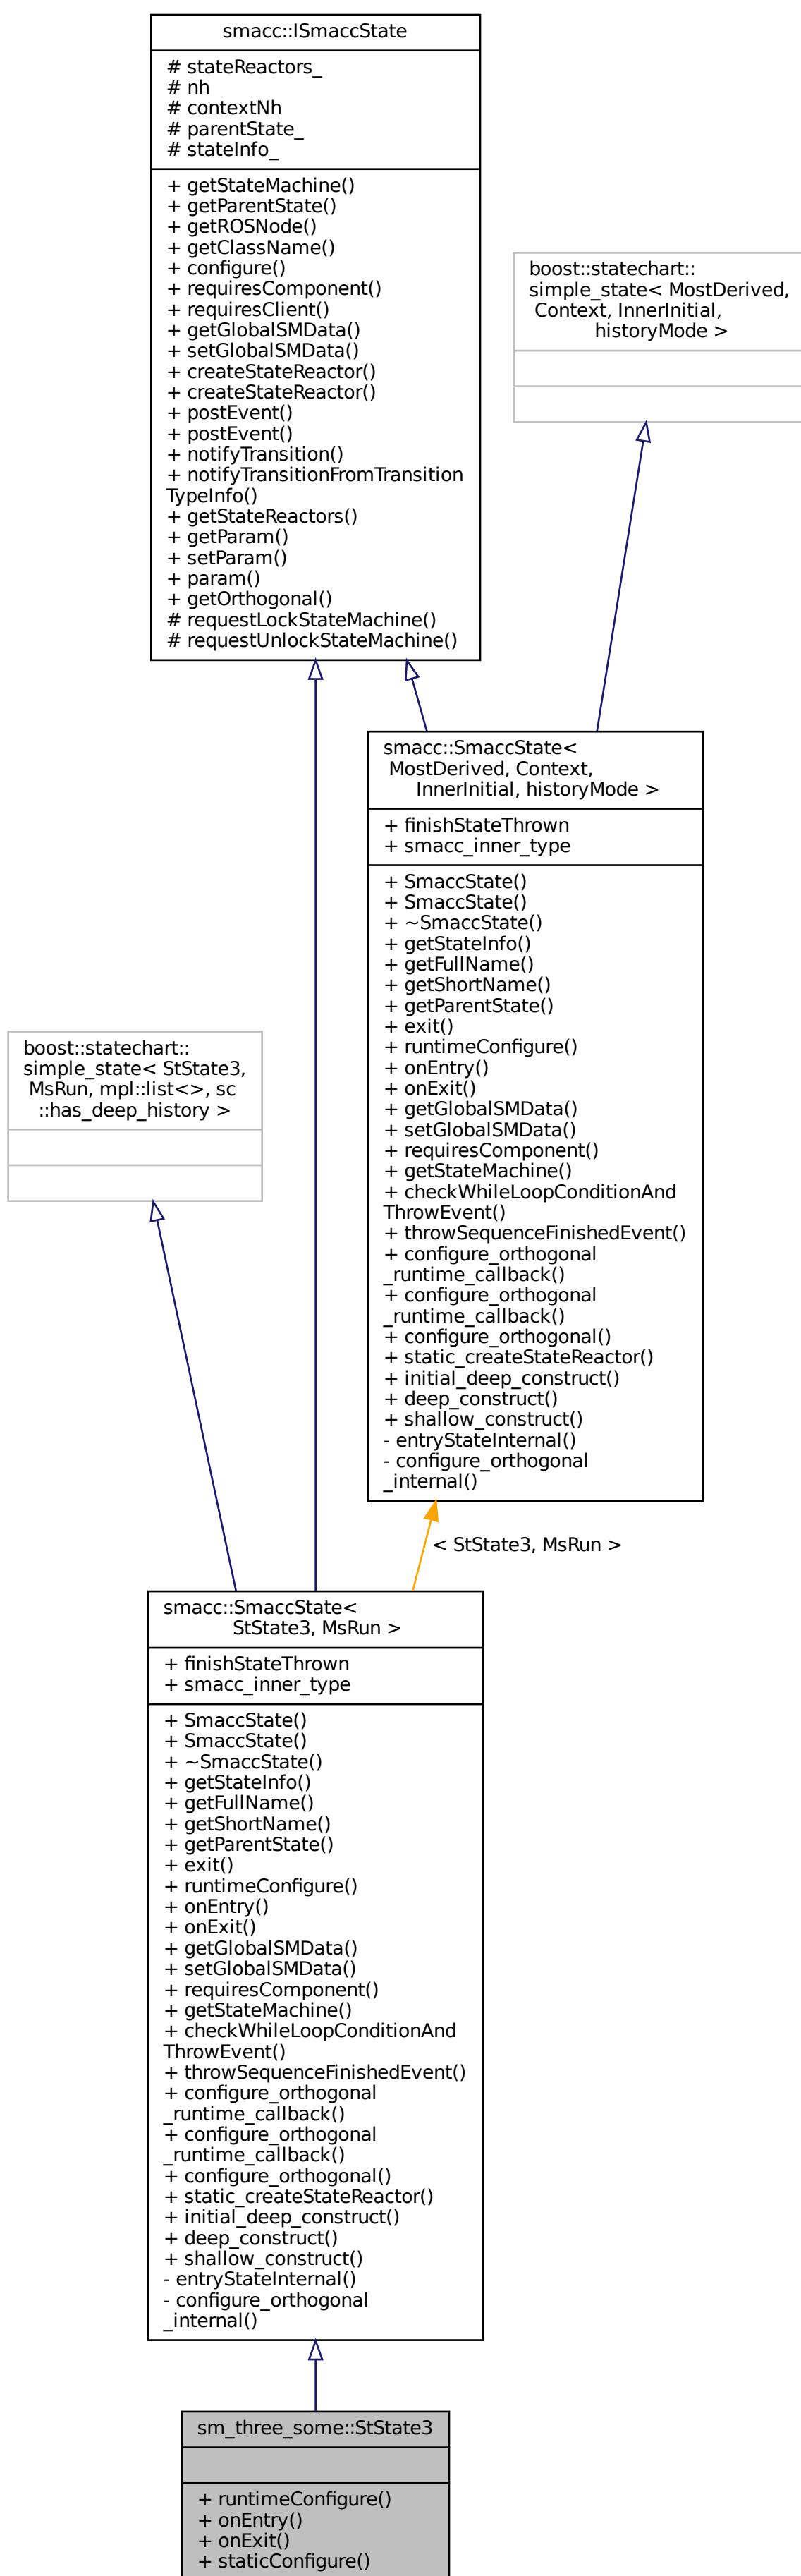 smacc::ISmaccState
# stateReactors_
# nh
# contextNh
# parentState_
# stateInfo_
+ getStateMachine()
+ getParentState()
+ getROSNode()
+ getClassName()
+ configure()
+ requiresComponent()
+ requiresClient()
+ getGlobalSMData()
+ setGlobalSMData()
+ createStateReactor()
+ createStateReactor()
+ postEvent()
+ postEvent()
+ notifyTransition()
+ notifyTransitionFromTransition
TypeInfo()
+ getStateReactors()
+ getParam()
+ setParam()
+ param()
+ getOrthogonal()
# requestLockStateMachine()
# requestUnlockStateMachine()
boost::statechart::
simple_state< MostDerived,
Context, InnerInitial,
historyMode >
smacc::SmaccState<
MostDerived, Context,
InnerInitial, historyMode >
+ finishStateThrown
+ smacc_inner_type
+ SmaccState()
+ SmaccState()
+ ~SmaccState()
+ getStateInfo()
+ getFullName()
+ getShortName()
+ getParentState()
+ exit()
+ runtimeConfigure()
+ onEntry()
+ onExit()
+ getGlobalSMData()
+ setGlobalSMData()
+ requiresComponent()
+ getStateMachine()
+ checkWhileLoopConditionAnd
ThrowEvent()
+ throwSequenceFinishedEvent()
+ configure_orthogonal
_runtime_callback()
+ configure_orthogonal
_runtime_callback()
+ configure_orthogonal()
+ static_createStateReactor()
+ initial_deep_construct()
+ deep_construct()
+ shallow_construct()
- entryStateInternal()
- configure_orthogonal
_internal()
boost::statechart::
simple_state< StState3,
MsRun, mpl::list<>, sc
::has_deep_history >
< StState3, MsRun >
smacc::SmaccState<
StState3, MsRun >
+ finishStateThrown
+ smacc_inner_type
+ SmaccState()
+ SmaccState()
+ ~SmaccState()
+ getStateInfo()
+ getFullName()
+ getShortName()
+ getParentState()
+ exit()
+ runtimeConfigure()
+ onEntry()
+ onExit()
+ getGlobalSMData()
+ setGlobalSMData()
+ requiresComponent()
+ getStateMachine()
+ checkWhileLoopConditionAnd
ThrowEvent()
+ throwSequenceFinishedEvent()
+ configure_orthogonal
_runtime_callback()
+ configure_orthogonal
_runtime_callback()
+ configure_orthogonal()
+ static_createStateReactor()
+ initial_deep_construct()
+ deep_construct()
+ shallow_construct()
- entryStateInternal()
- configure_orthogonal
_internal()
sm_three_some::StState3
+ runtimeConfigure()
+ onEntry()
+ onExit()
+ staticConfigure()